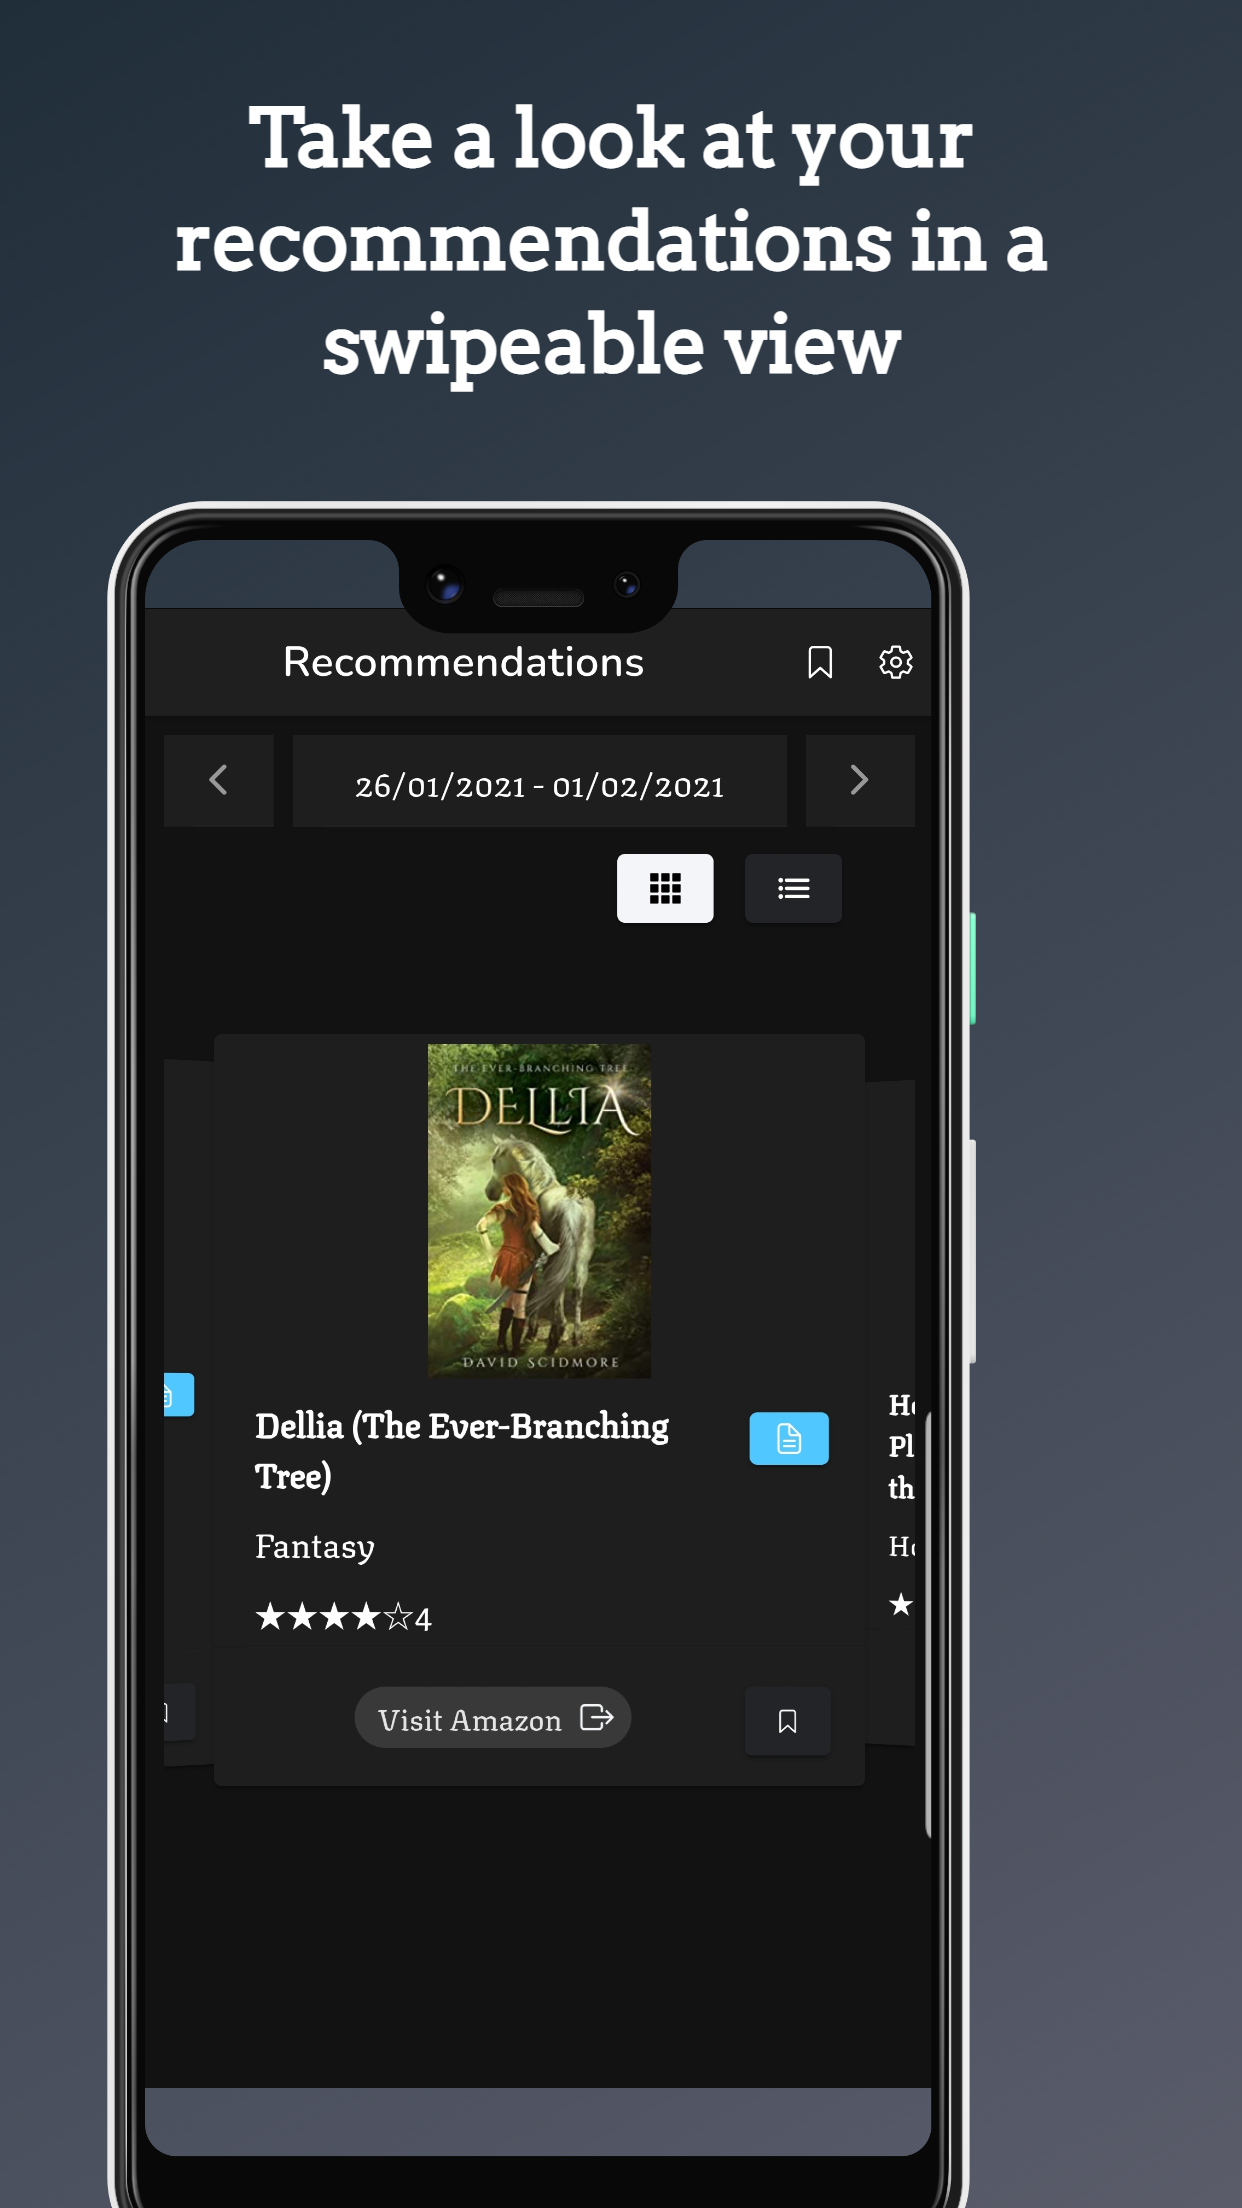 Take a look at your
recommendations in a
swipeable view
Recommendations
26/01/2021 - 01/02/2021
THE EVER-BRANCHING TREE
DELLIA
DAVID SCIDMORE
Dellia (The Ever-Branching
Tree)
Fantasy
★★★★☆4
Visit Amazon
Pl
th
★